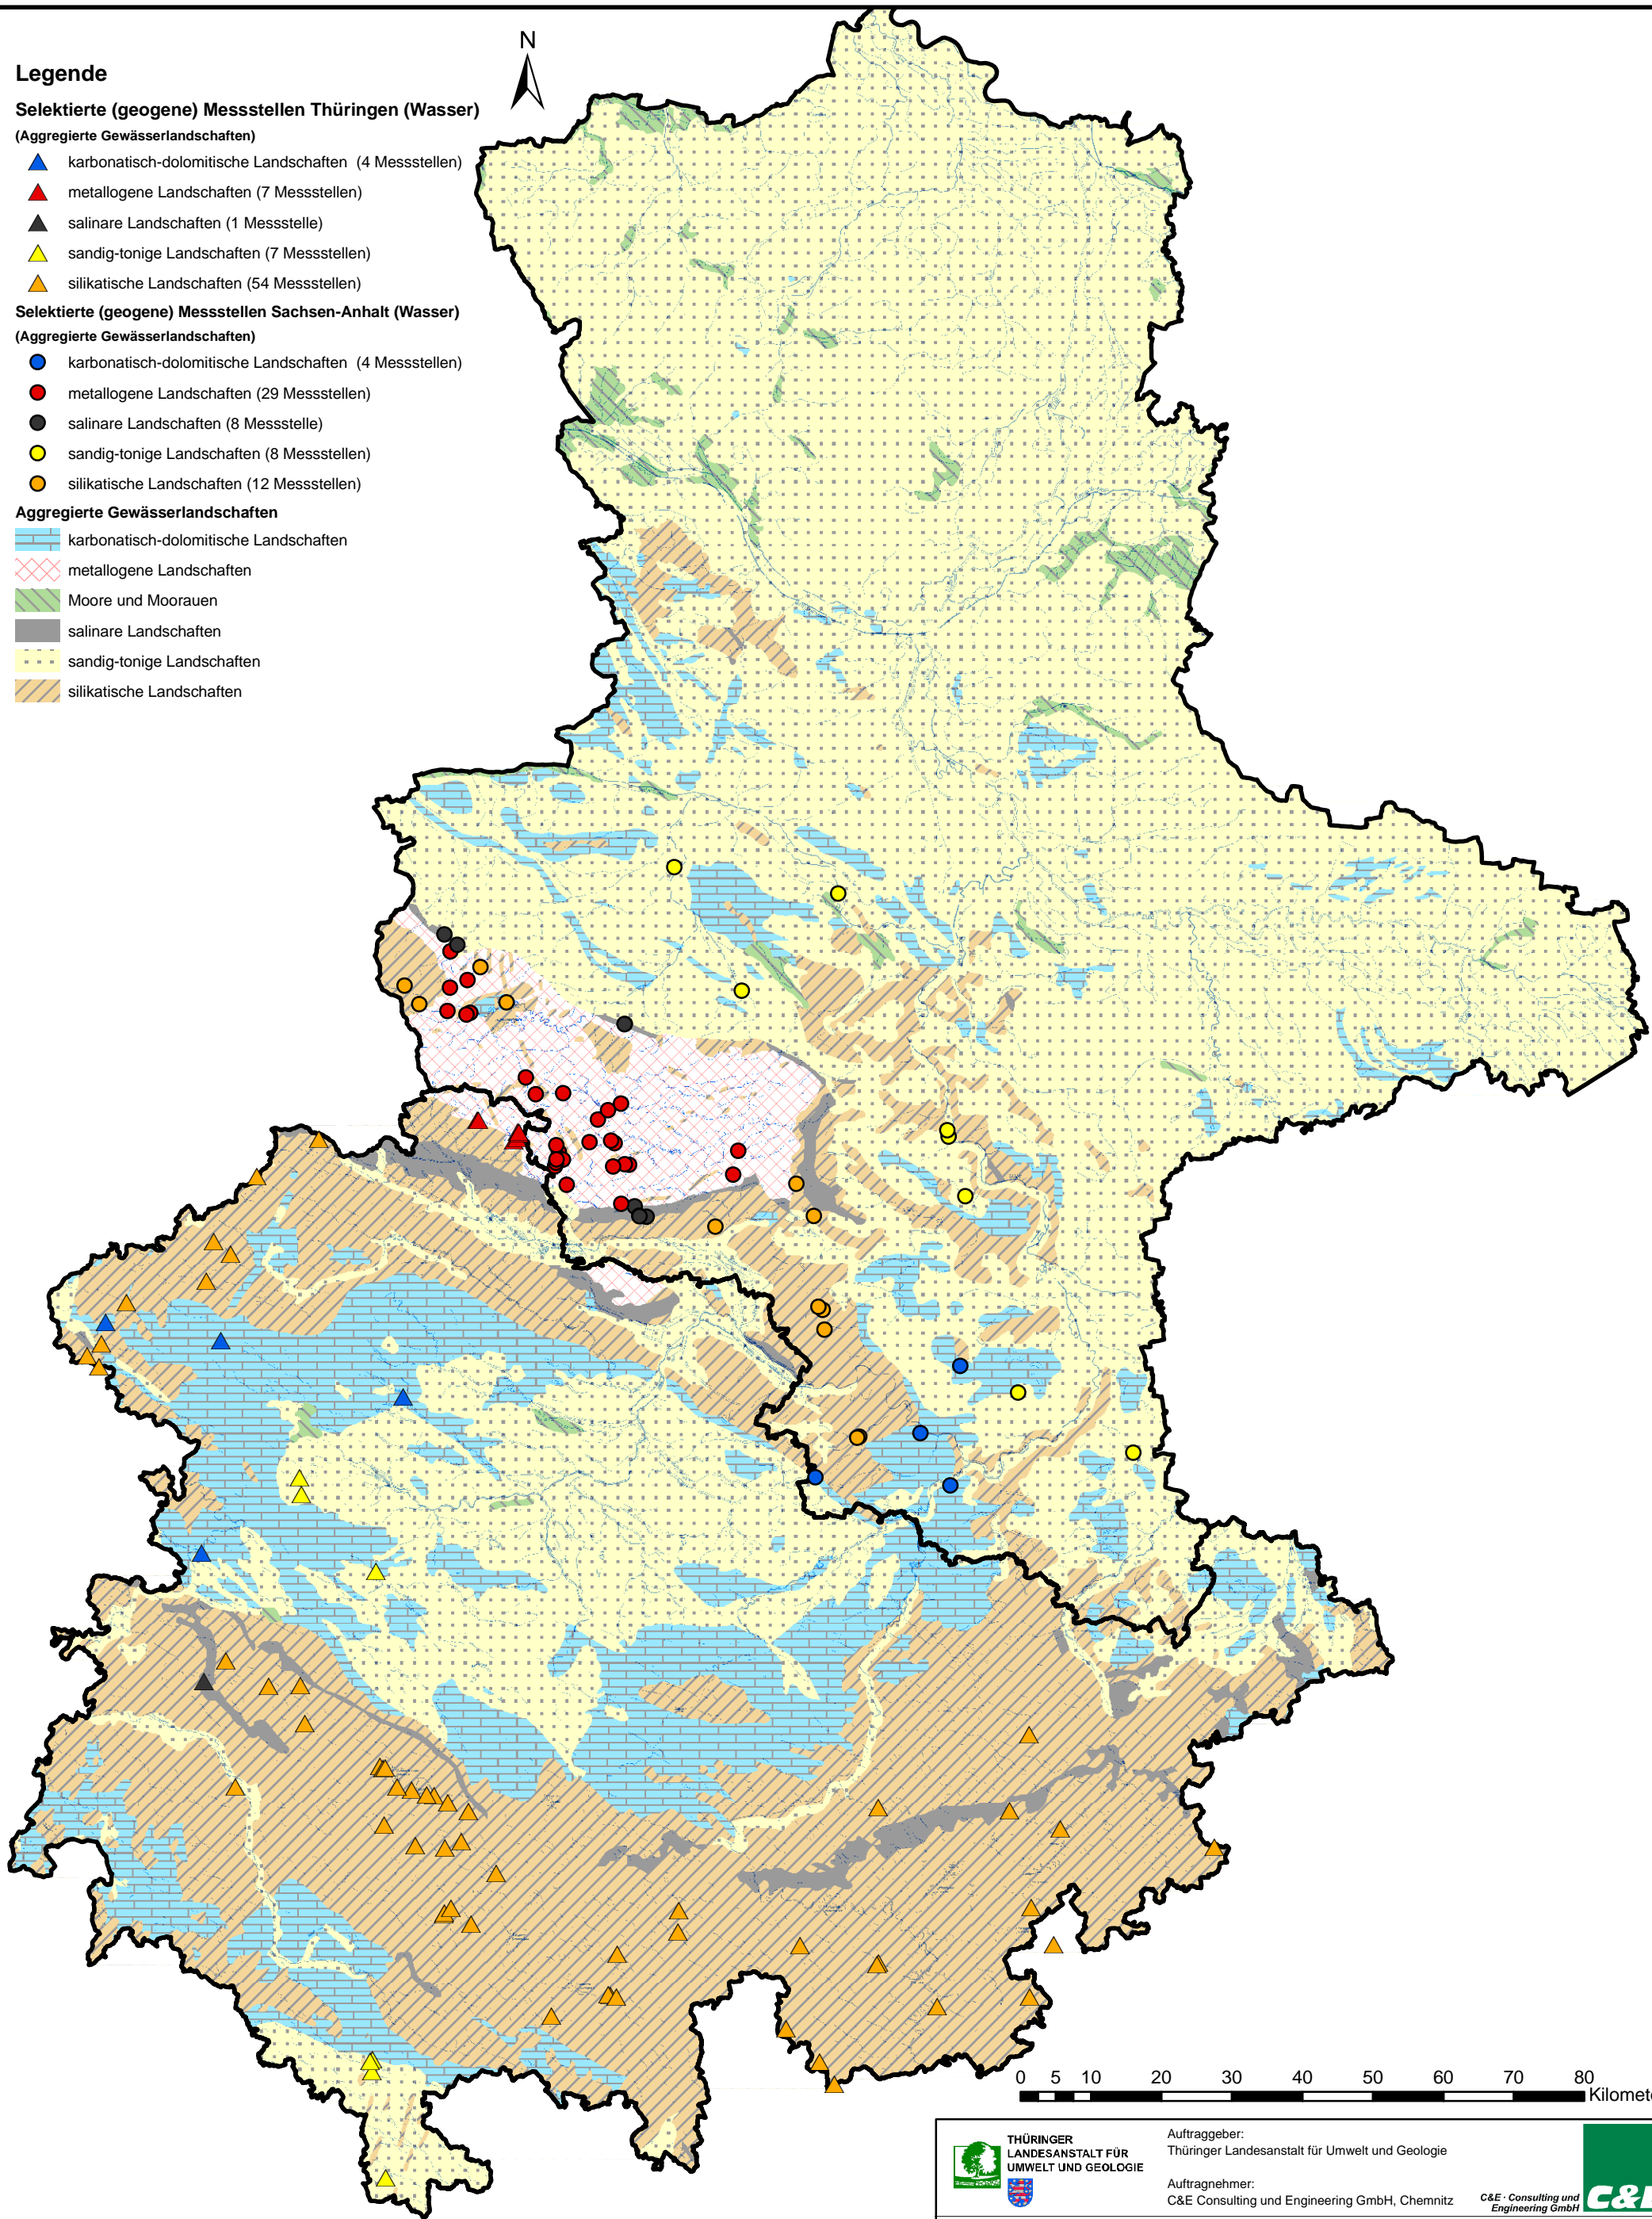 N
Legende
Selektierte (geogene) Messstellen Thüringen (Wasser)
(Aggregierte Gewässerlandschaften)
karbonatisch-dolomitische Landschaften (4 Messstellen)
metallogene Landschaften (7 Messstellen)
salinare Landschaften (1 Messstelle)
sandig-tonige Landschaften (7 Messstellen)
silikatische Landschaften (54 Messstellen)
Selektierte (geogene) Messstellen Sachsen-Anhalt (Wasser)
(Aggregierte Gewässerlandschaften)
karbonatisch-dolomitische Landschaften (4 Messstellen)
metallogene Landschaften (29 Messstellen)
salinare Landschaften (8 Messstelle)
sandig-tonige Landschaften (8 Messstellen)
silikatische Landschaften (12 Messstellen)
Aggregierte Gewässerlandschaften
karbonatisch-dolomitische Landschaften
metallogene Landschaften
Moore und Moorauen
salinare Landschaften
sandig-tonige Landschaften
silikatische Landschaften
0 5 10 20 30 40 50 60 70 80
Kilomet
THÜRINGER
LANDESANSTALT FÜR
UMWELT UND GEOLOGIE
Auftraggeber:
Thüringer Landesanstalt für Umwelt und Geologie
Auftragnehmer:
C&E Consulting und Engineering GmbH, Chemnitz
C&E · Consulting und
Engineering GmbH
C&E